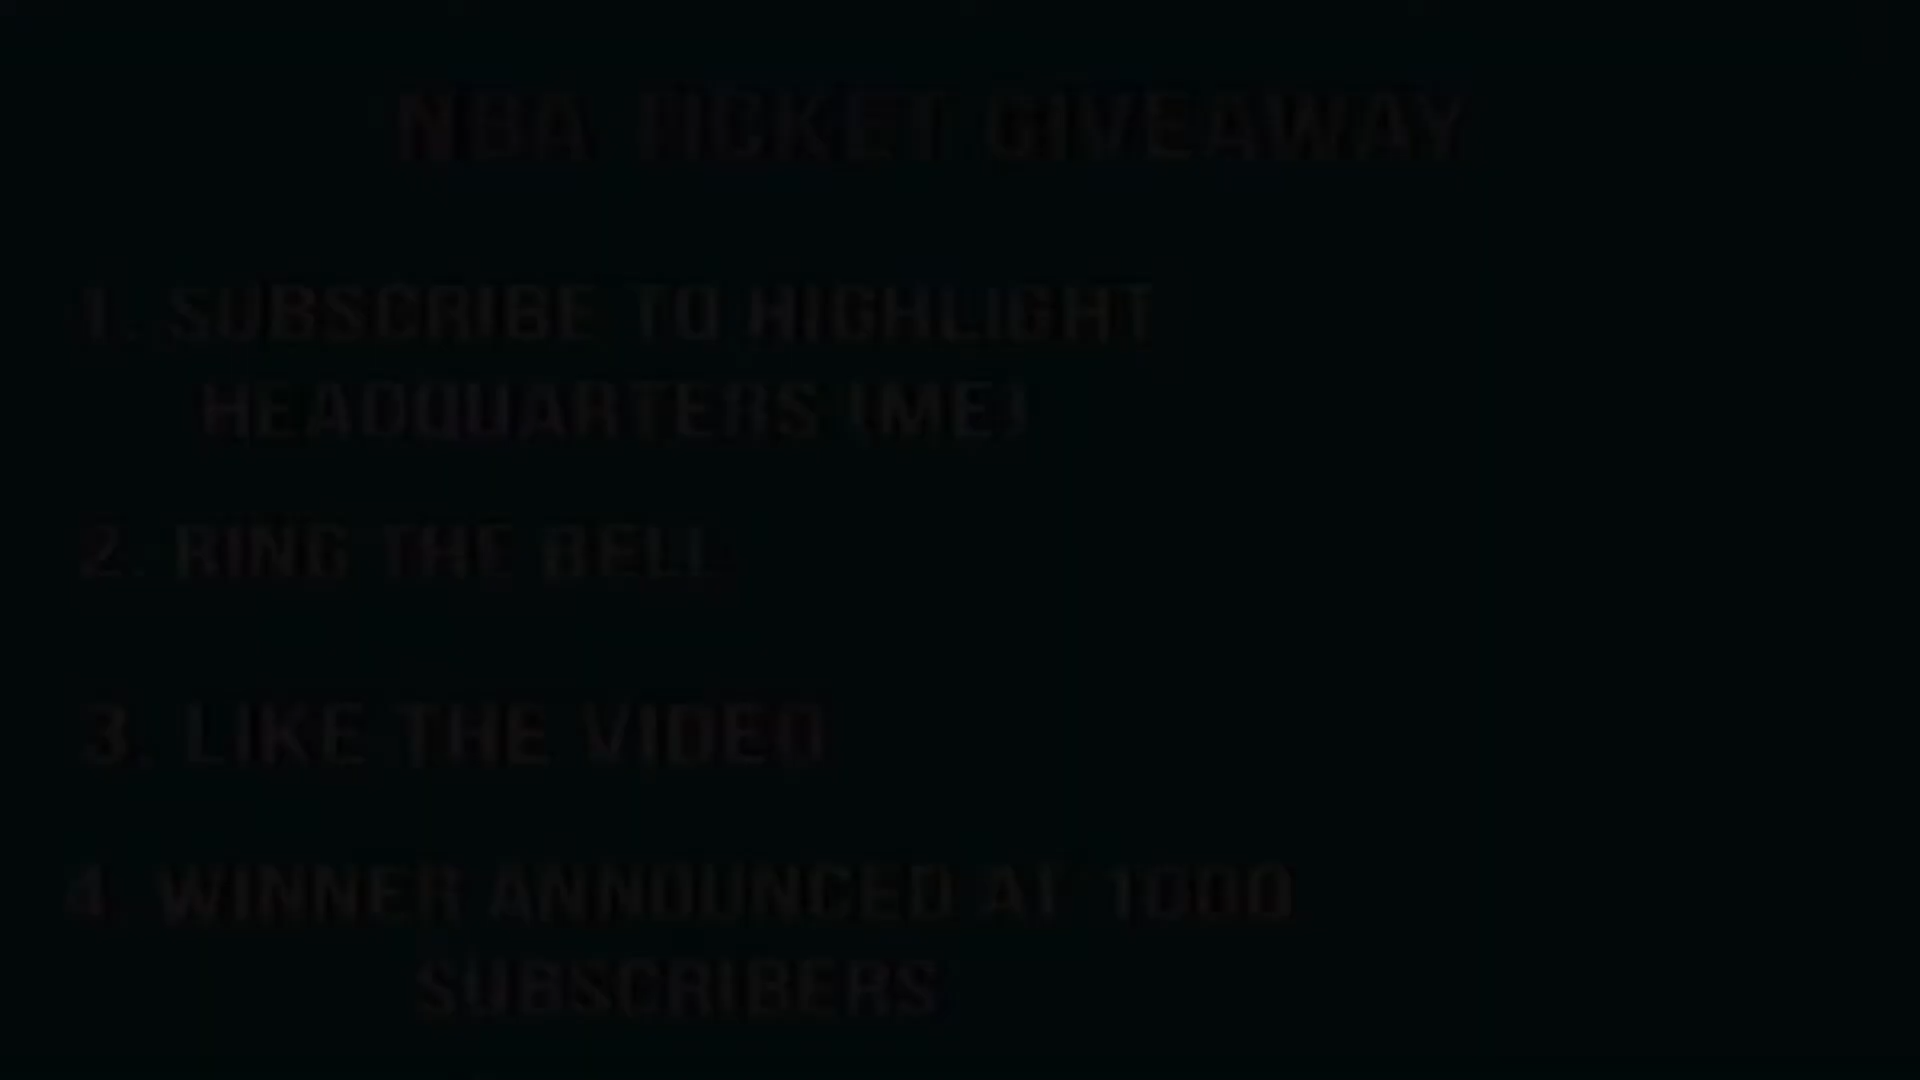 NBA TICKET GIVEAWAY
1. SUBSCRIBE TO HIGHLIGHT
HEADQUARTERS (ME)
2. RING THE BELL
3. LIKE THE VIDEO
4. WINNER ANNOUNCED AT 1000
SUBSCRIBERS